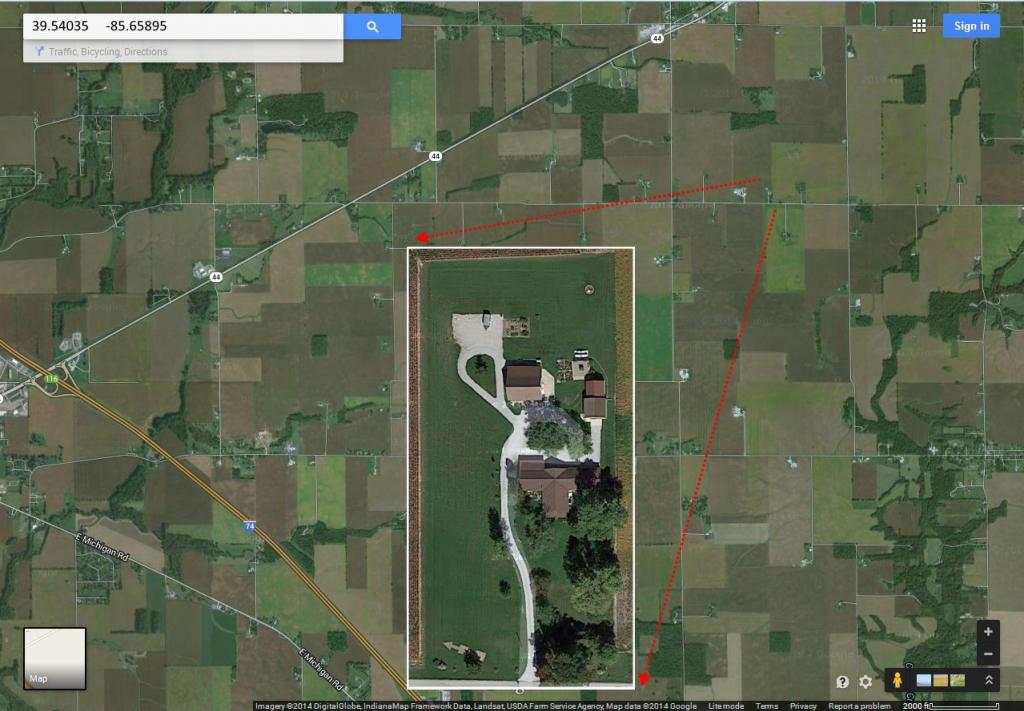 39.54035 -85.65895
Sign in
Traffic, Bicycling, Directions
44
44
44
116
74
E Michigan Rd
E Michigan Rd
Map
Imagery ©2014 DigitalGlobe, IndianaMap Framework Data, Landsat, USDA Farm Service Agency, Map data ©2014 Google Lite mode Terms Privacy Report a problem 2000 ft